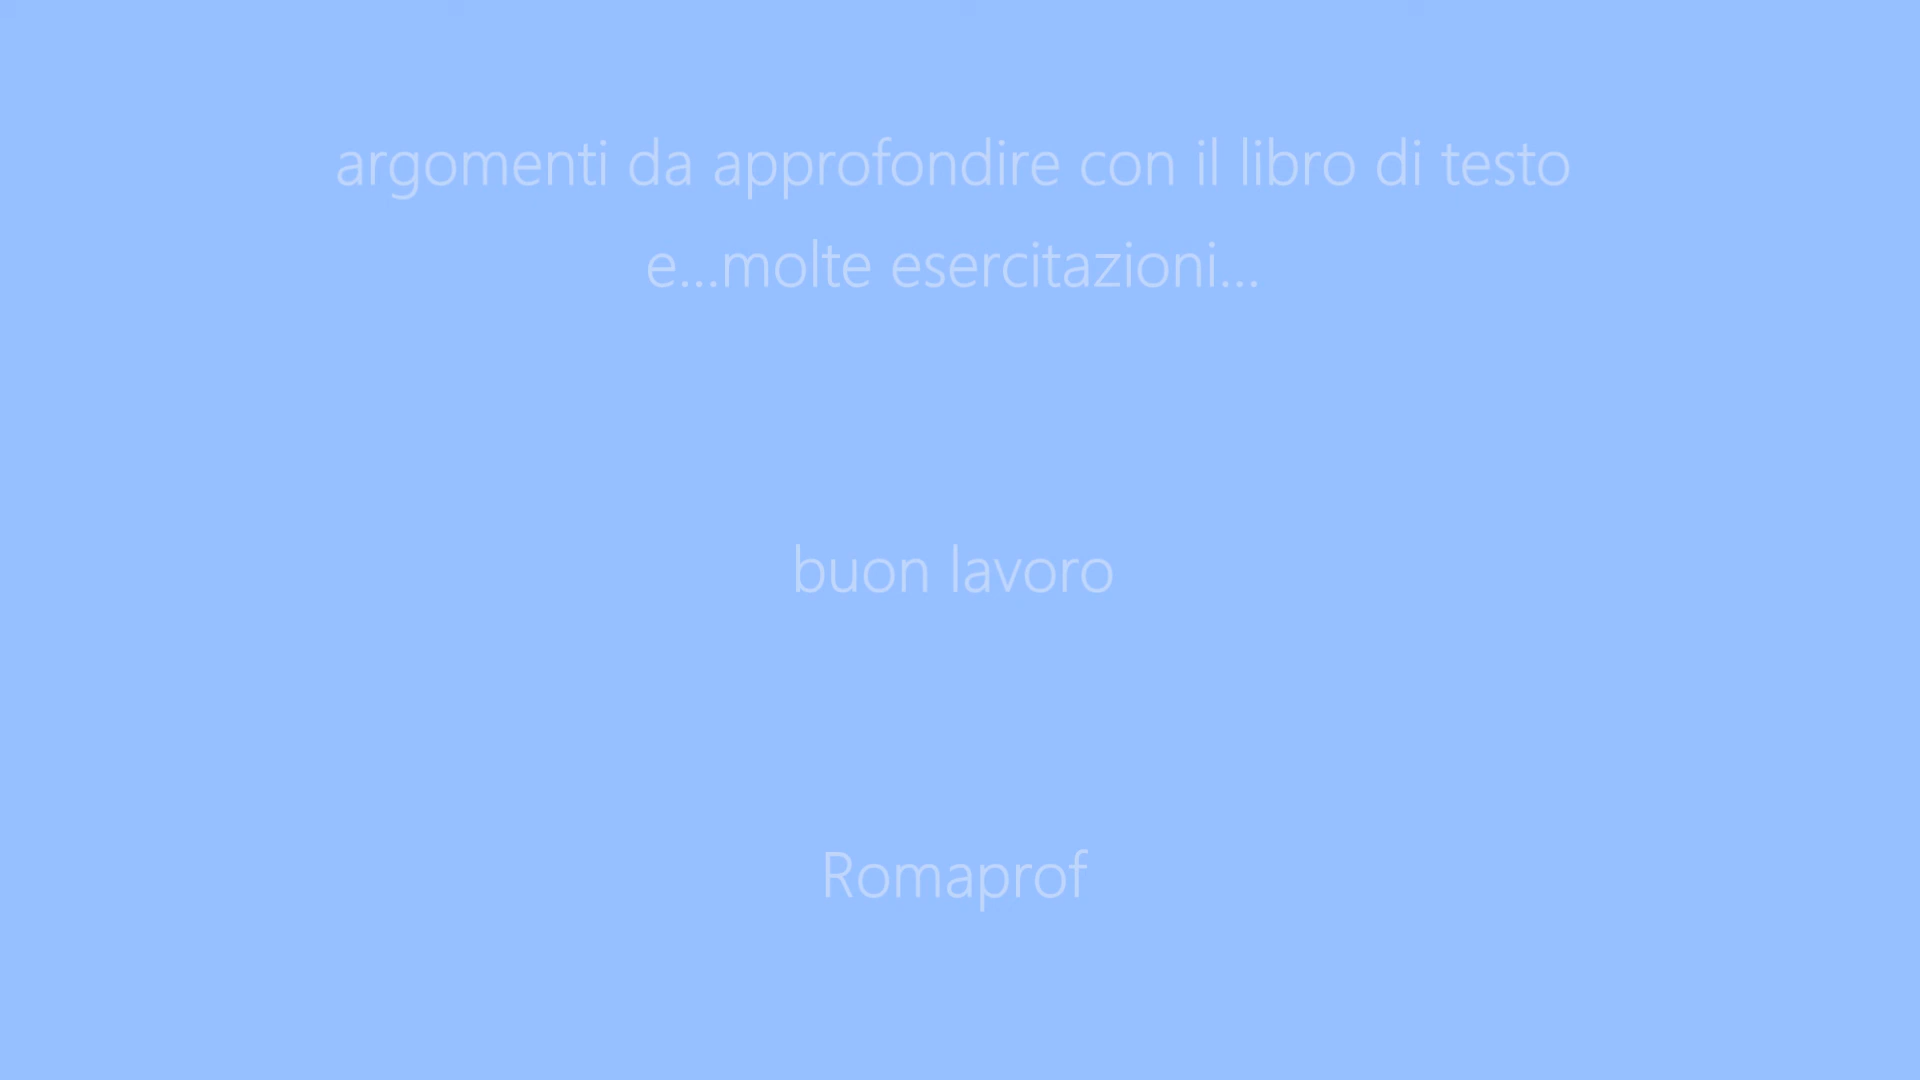 argomenti da approfondire con il libro di testo
e...molte esercitazioni...
buon lavoro
Romaprof